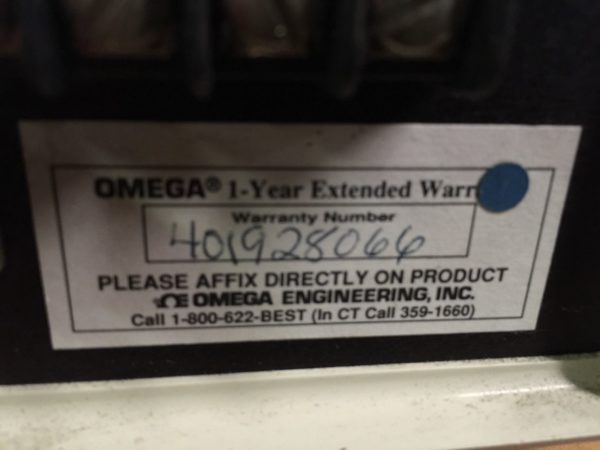 OMEGA® 1-Year Extended Warr
Warranty Number
401928066
PLEASE AFFIX DIRECTLY ON PRODUCT
ΩE OMEGA ENGINEERING, INC.
Call 1-800-622-BEST (In CT Call 359-1660)